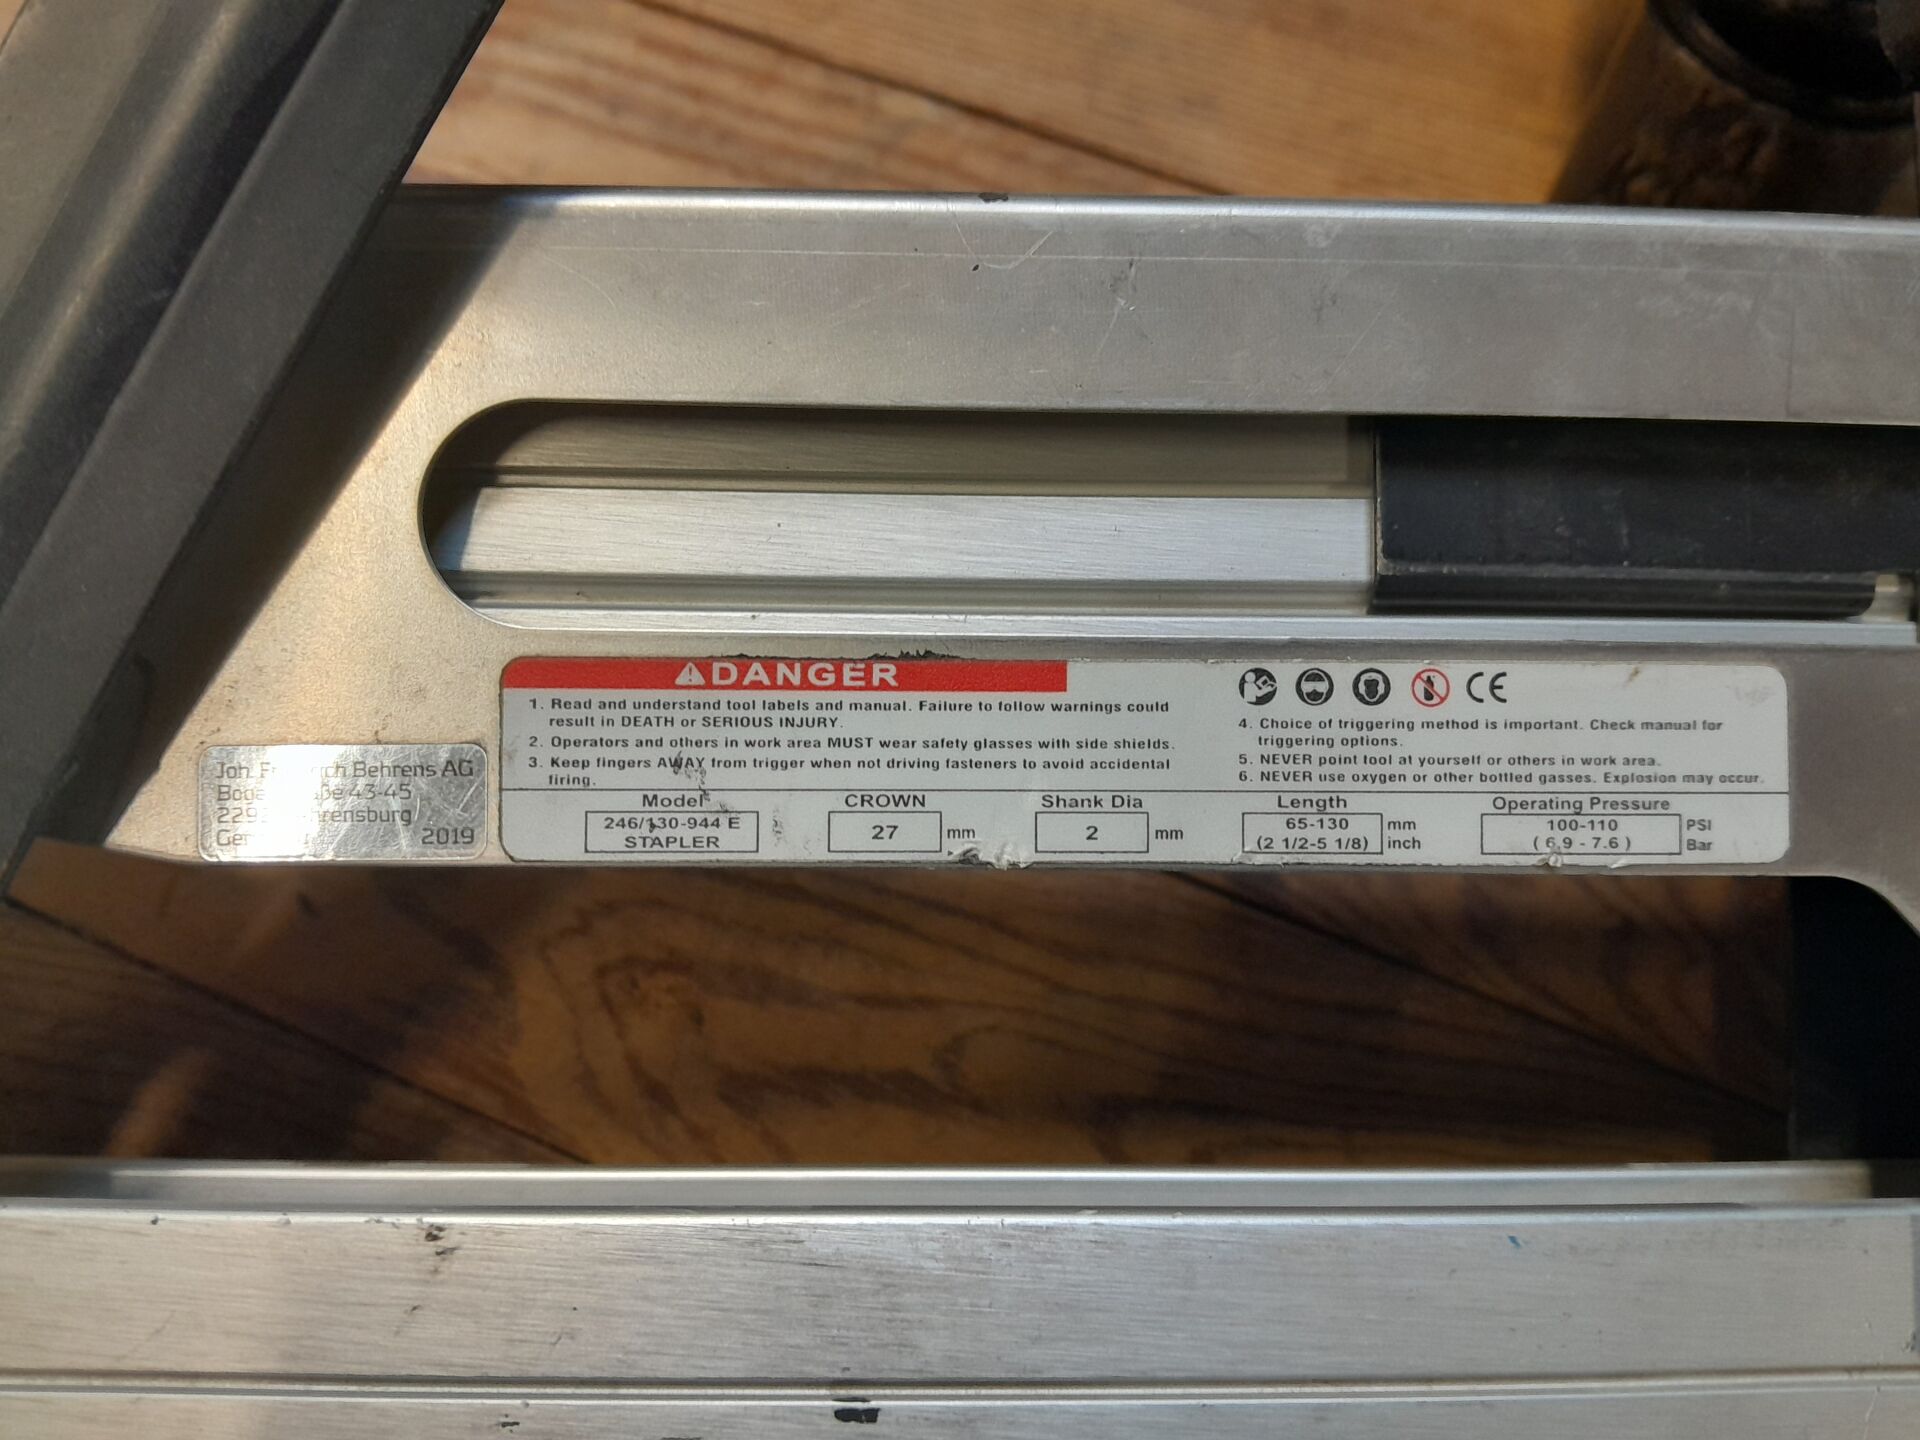 DANGER
1. Read and understand tool labels and manual. Failure to follow warnings could
result in DEATH or SERIOUS INJURY.
2. Operators and others in work area MUST wear safety glasses with side shields.
3. Keep fingers AWAY from trigger when not driving fasteners to avoid accidental
firing.
CE
4. Choice of triggering method is important. Check manual for
triggering options.
5. NEVER point tool at yourself or others in work area.
6. NEVER use oxygen or other bottled gasses. Explosion may occur.
Joh. Behrens AG
43-45
2019
Model
246/130-944 E
STAPLER
CROWN
27 mm
Shank Dia
2 mm
Length
65-130 mm
(2 1/2-5 1/8) inch
Operating Pressure
100-110 PSI
( 6.9 - 7.6 ) Bar